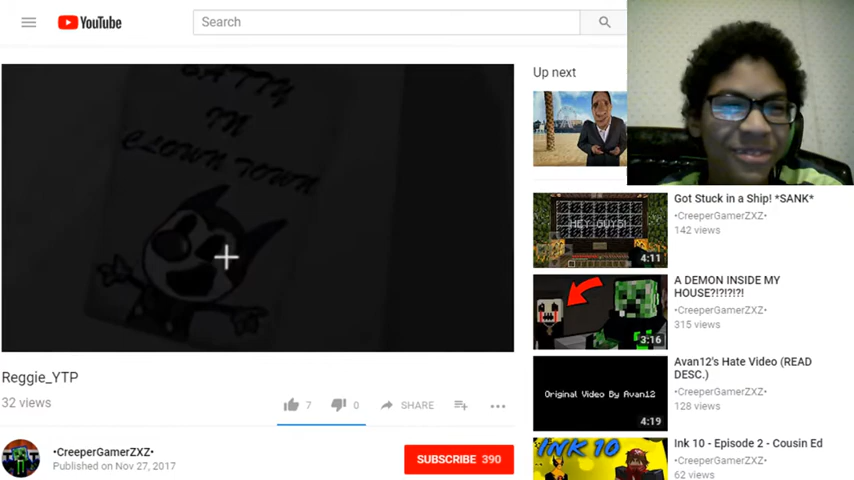 YouTube
Search
BATTY
IN
CLOWN TOWN
Up next
HEY GUYS!
4:11
Got Stuck in a Ship! *SANK*
•CreeperGamerZXZ•
142 views
3:16
A DEMON INSIDE MY
HOUSE?!?!?!?!
•CreeperGamerZXZ•
315 views
Original Video By Avan12
4:19
Avan12's Hate Video (READ
DESC.)
•CreeperGamerZXZ•
128 views
INK 10
Ink 10 - Episode 2 - Cousin Ed
•CreeperGamerZXZ•
62 views
Reggie_YTP
32 views
7
0
SHARE
•CreeperGamerZXZ•
Published on Nov 27, 2017
SUBSCRIBE 390